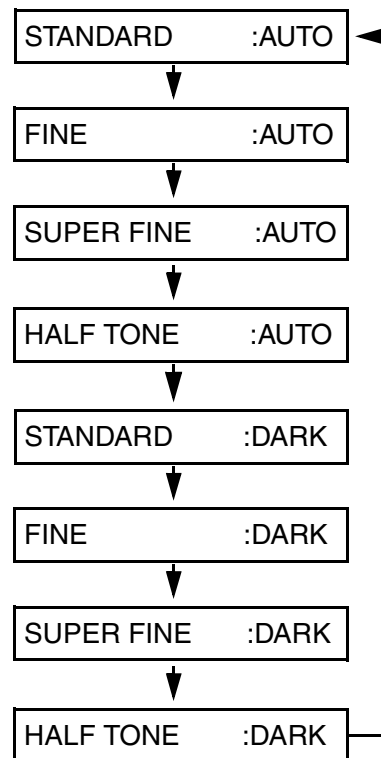 STANDARD :AUTO
FINE :AUTO
SUPER FINE :AUTO
HALF TONE :AUTO
STANDARD :DARK
FINE :DARK
SUPER FINE :DARK
HALF TONE :DARK